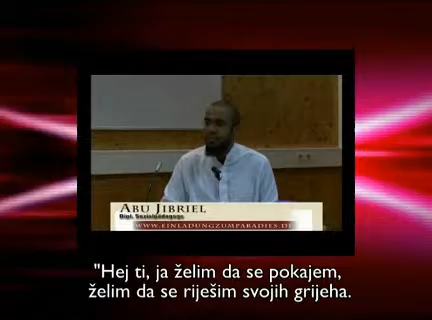 ABU JIBRIEL
Dipl. Sozialpädagoge
WWW.EINLADUNGZUMPARADIES.DE
"Hej ti, ja želim da se pokajem,
želim da se riješim svojih grijeha.